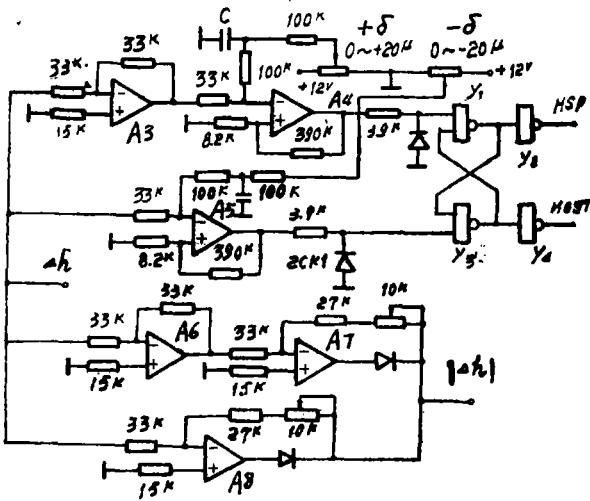 C
100K
+δ
-δ
0~+20μ
0~-20μ
33K
33K
100K
+12V
+12V
33K
A3
A4
Y1
15K
8.2K
390K
3.9K
Y2
HSP
33K
100K
100K
A5
8.2K
390K
3.9K
2CK1
Y3
Y4
Δh
33K
33K
A6
33K
A7
27K
10K
15K
15K
|Δh|
33K
27K
10K
A8
15K